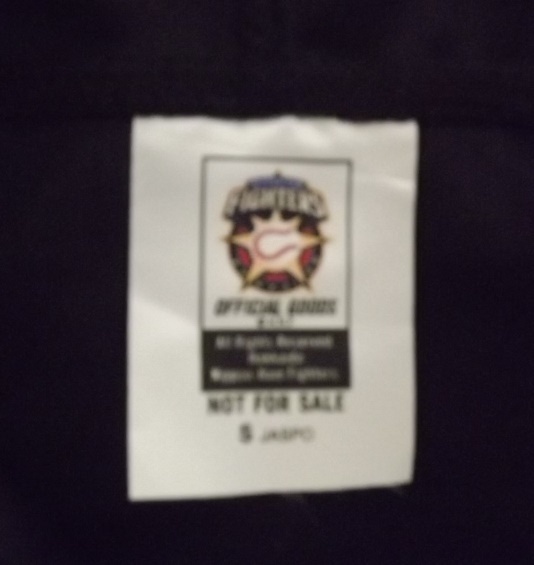 FIGHTERS
OFFICIAL GOODS
All Rights Reserved
Hokkaido
Nippon Ham Fighters
NOT FOR SALE
S JASPO